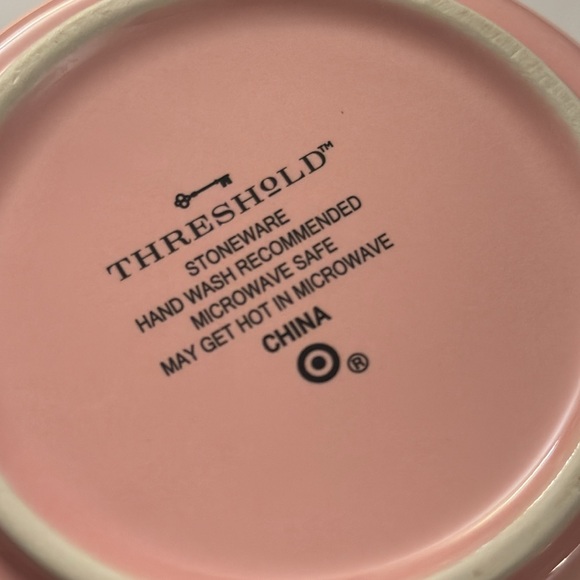 THRESHOLD™
STONEWARE
HAND WASH RECOMMENDED
MICROWAVE SAFE
MAY GET HOT IN MICROWAVE
CHINA
®